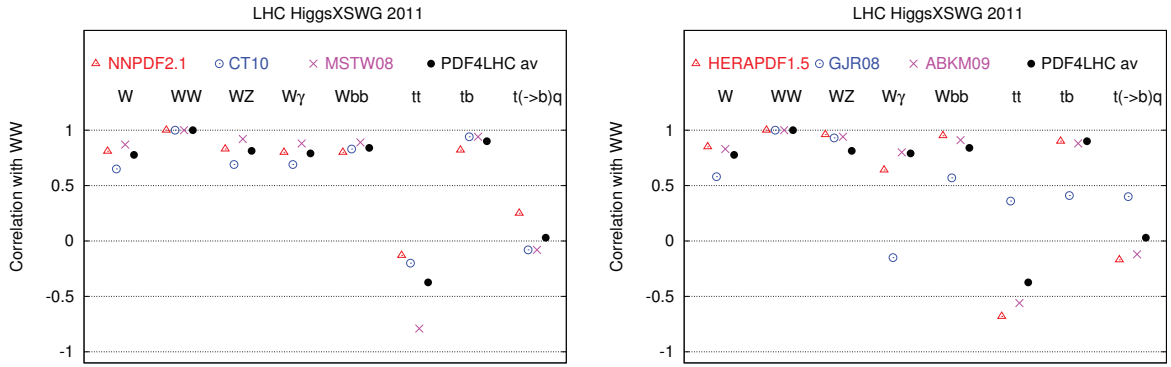 LHC HiggsXSWG 2011
NNPDF2.1 CT10 MSTW08 PDF4LHC av
W WW WZ Wγ Wbb tt tb t(->b)q
1
0.5
0
-0.5
-1
Correlation with WW
LHC HiggsXSWG 2011
HERAPDF1.5 GJR08 ABKM09 PDF4LHC av
W WW WZ Wγ Wbb tt tb t(->b)q
1
0.5
0
-0.5
-1
Correlation with WW